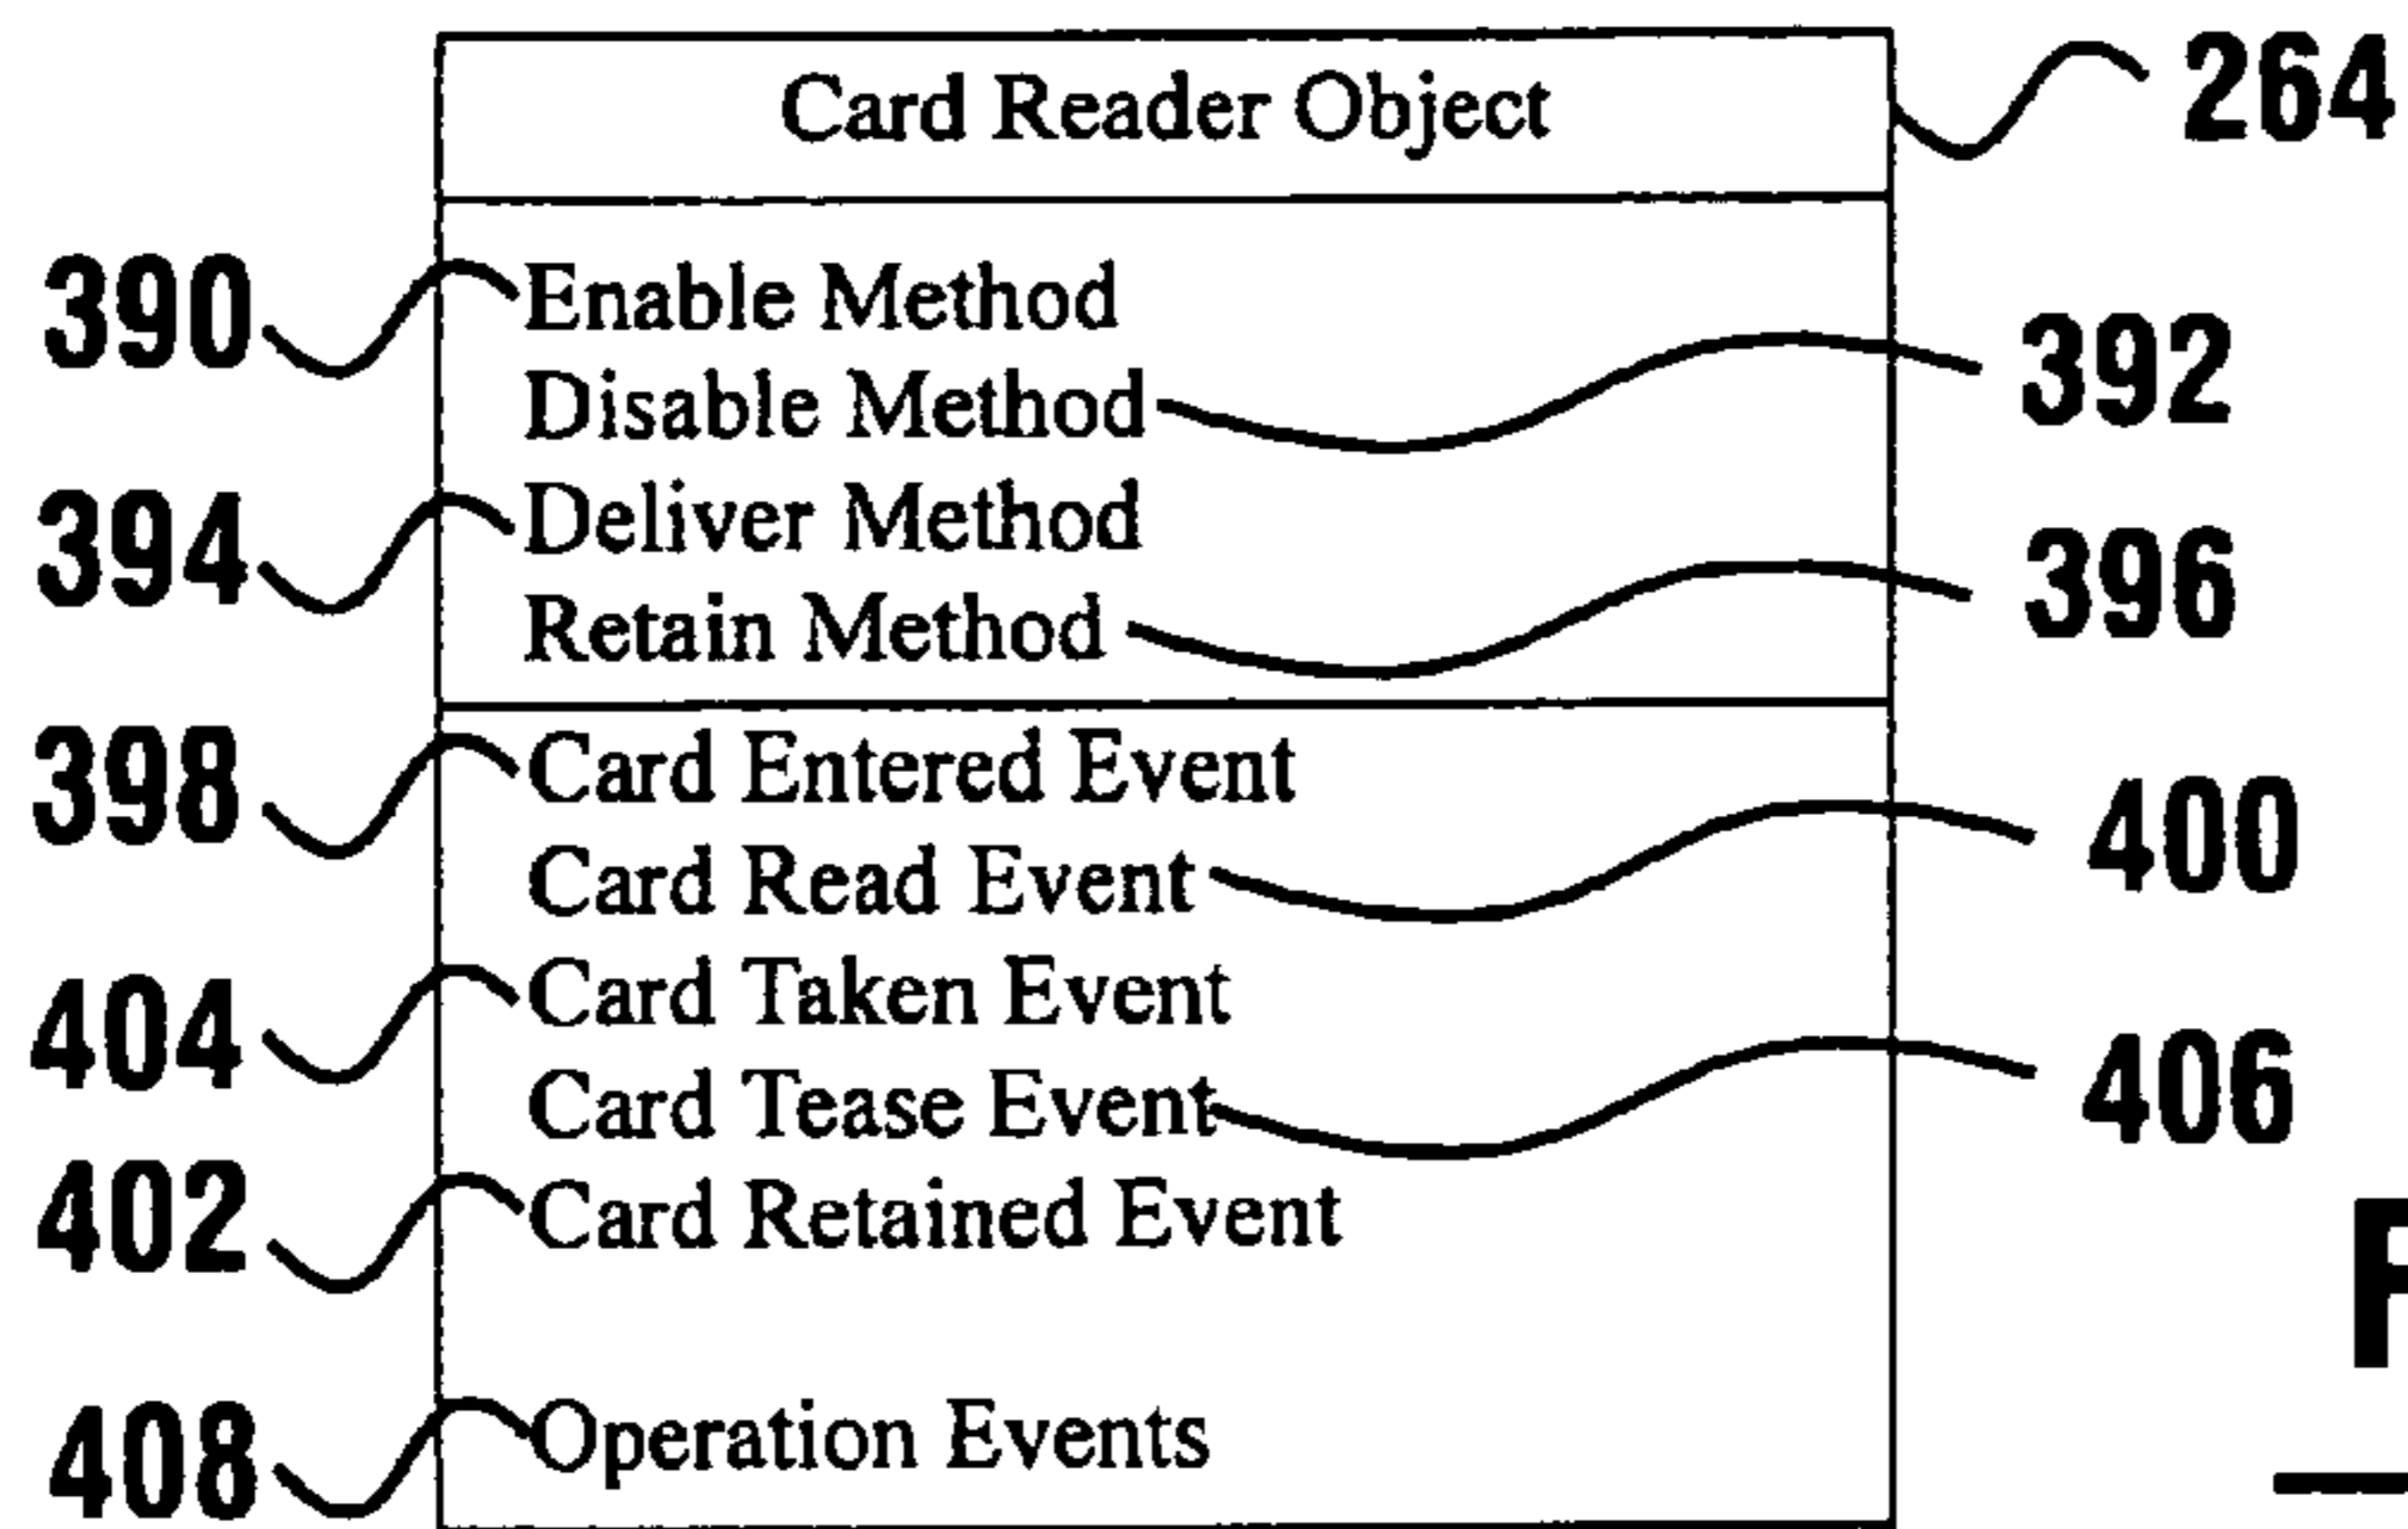 Card Reader Object 264
390 Enable Method
Disable Method 392
394 Deliver Method
Retain Method 396
398 Card Entered Event
Card Read Event 400
404 Card Taken Event
Card Tease Event 406
402 Card Retained Event
408 Operation Events